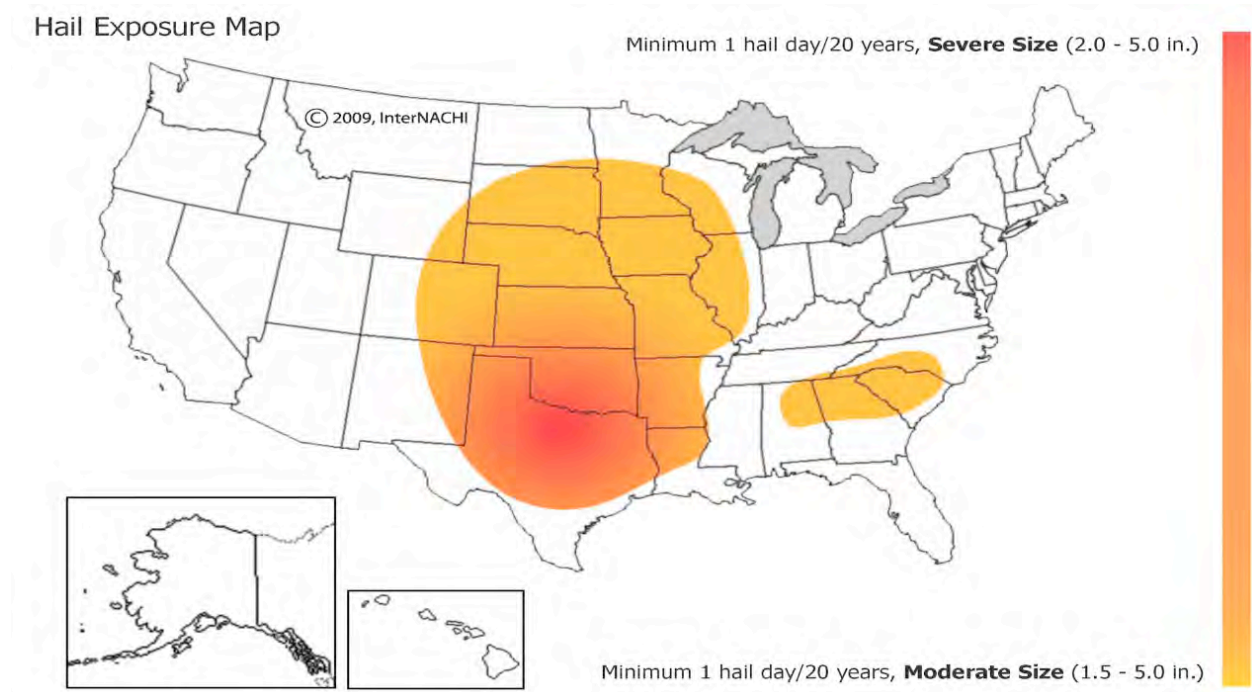 Hail Exposure Map
Minimum 1 hail day/20 years, Severe Size (2.0 - 5.0 in.)
© 2009, InterNACHI
Minimum 1 hail day/20 years, Moderate Size (1.5 - 5.0 in.)